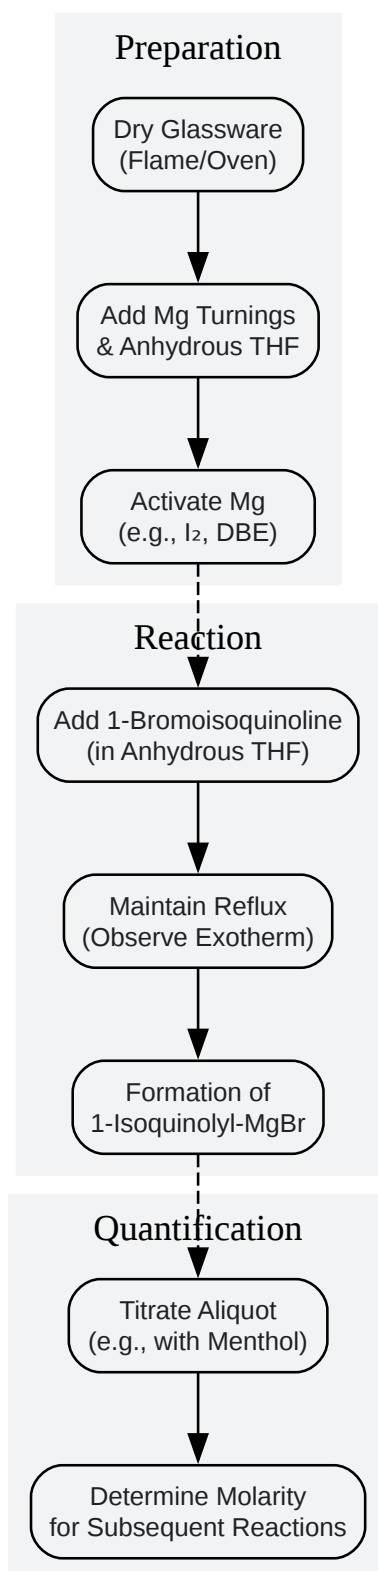 Preparation
Dry Glassware
(Flame/Oven)
Add Mg Turnings
& Anhydrous THF
Activate Mg
(e.g., I₂, DBE)
Reaction
Add 1-Bromoisoquinoline
(in Anhydrous THF)
Maintain Reflux
(Observe Exotherm)
Formation of
1-Isoquinolyl-MgBr
Quantification
Titrate Aliquot
(e.g., with Menthol)
Determine Molarity
for Subsequent Reactions